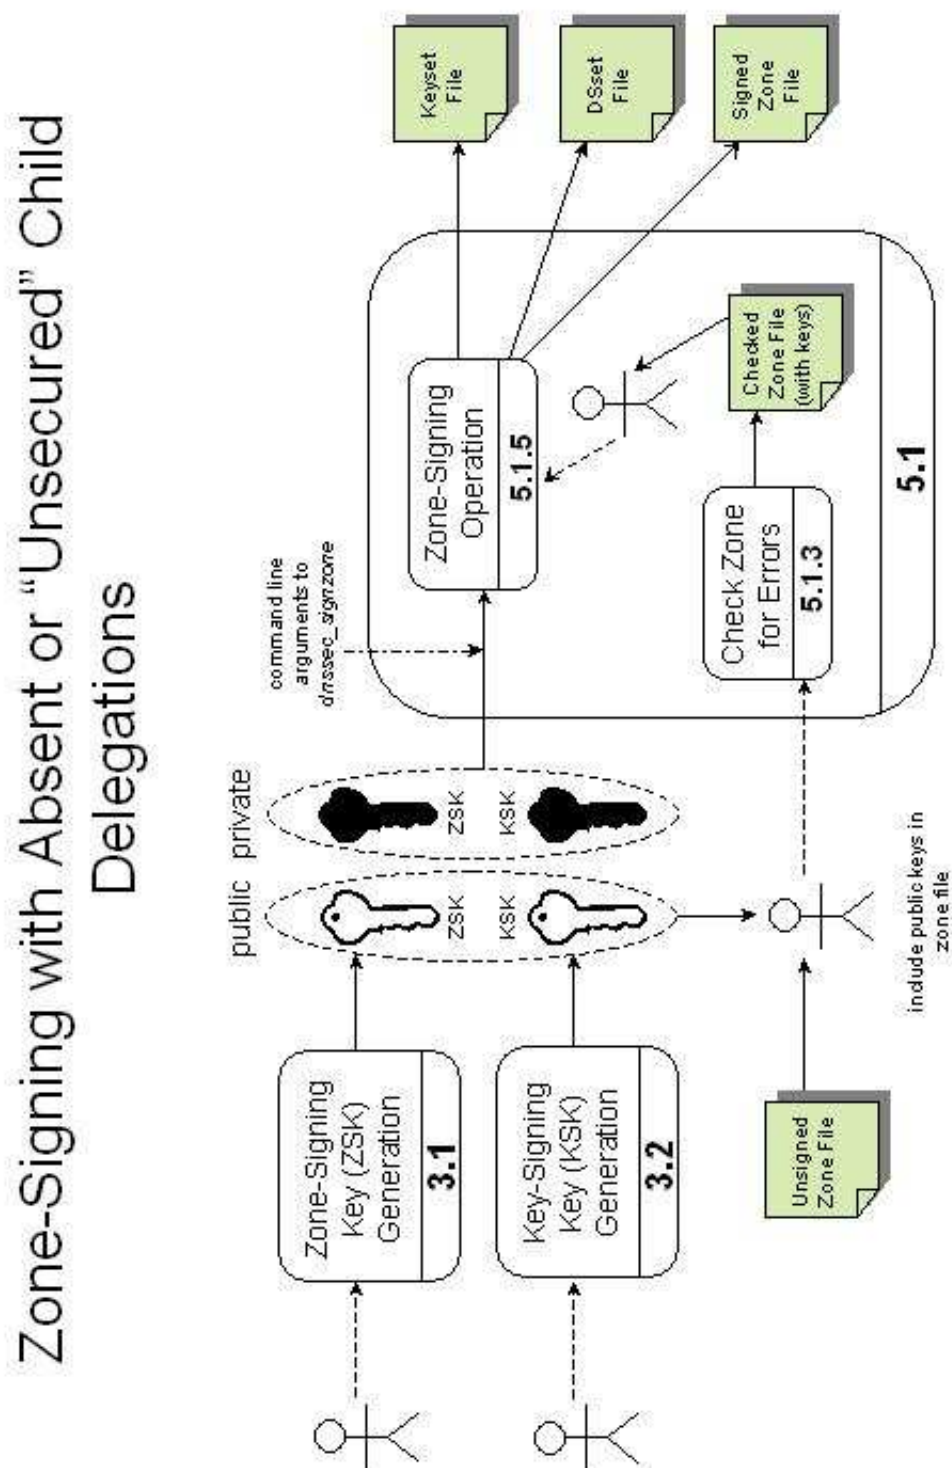 Zone-Signing with Absent or “Unsecured” Child
Delegations
Zone-Signing
Key (ZSK)
Generation
3.1
Key-Signing
Key (KSK)
Generation
3.2
Unsigned
Zone File
public
private
ZSK
ZSK
KSK
KSK
include public keys in
zone file
command line
arguments to
dnssec_signzone
Zone-Signing
Operation
5.1.5
Check Zone
for Errors
5.1.3
Checked
Zone File
(with keys)
5.1
Keyset
File
DSset
File
Signed
Zone
File